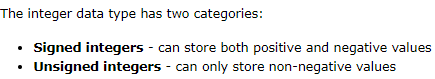 The integer data type has two categories:
• Signed integers - can store both positive and negative values
• Unsigned integers - can only store non-negative values